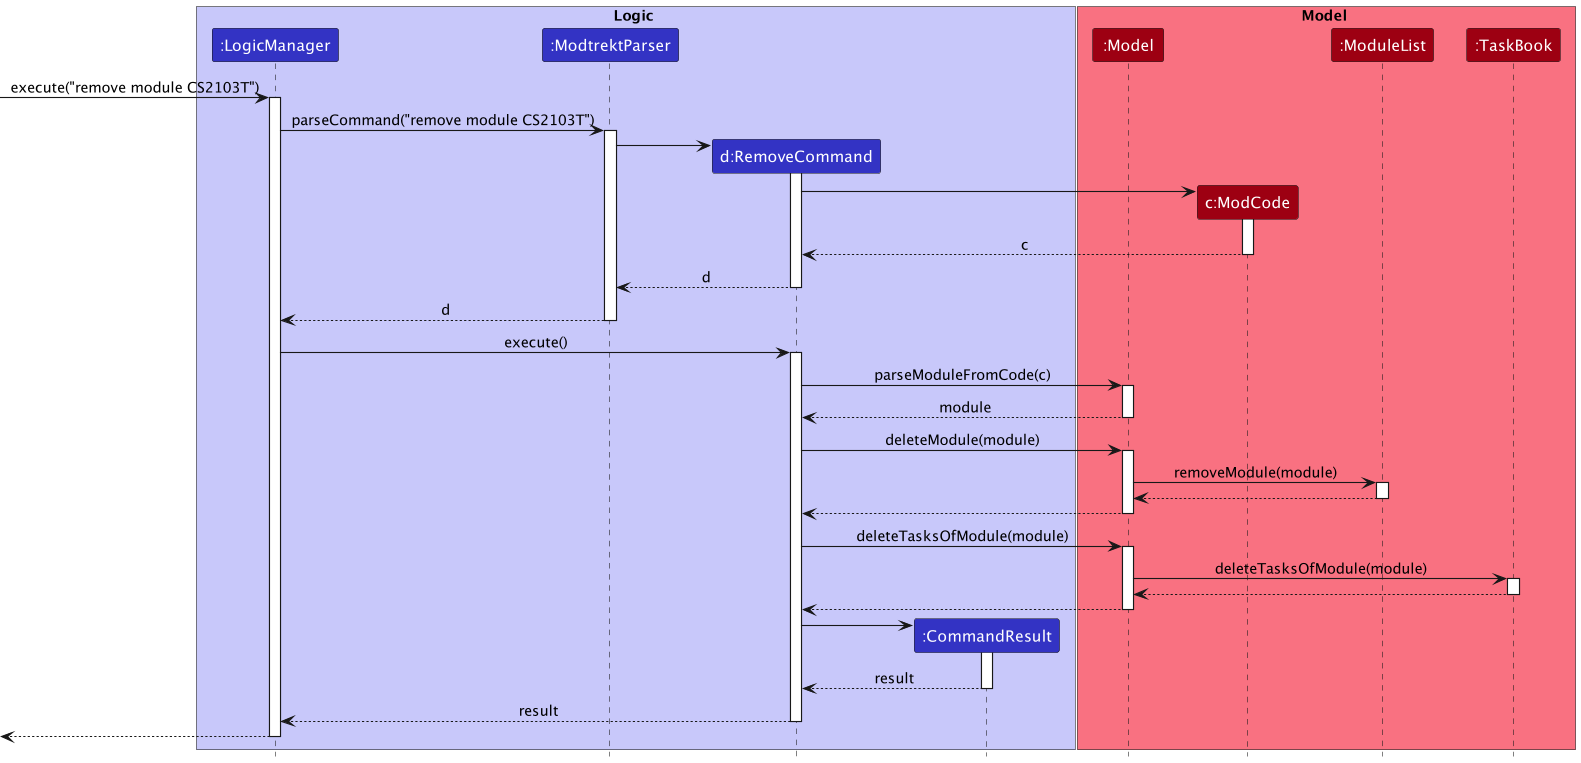 Logic
Model
:LogicManager
:ModtrektParser
:Model
:ModuleList
:TaskBook
execute("remove module CS2103T")
parseCommand("remove module CS2103T")
d:RemoveCommand
c:ModCode
c
d
d
execute()
parseModuleFromCode(c)
module
deleteModule(module)
removeModule(module)
deleteTasksOfModule(module)
deleteTasksOfModule(module)
:CommandResult
result
result